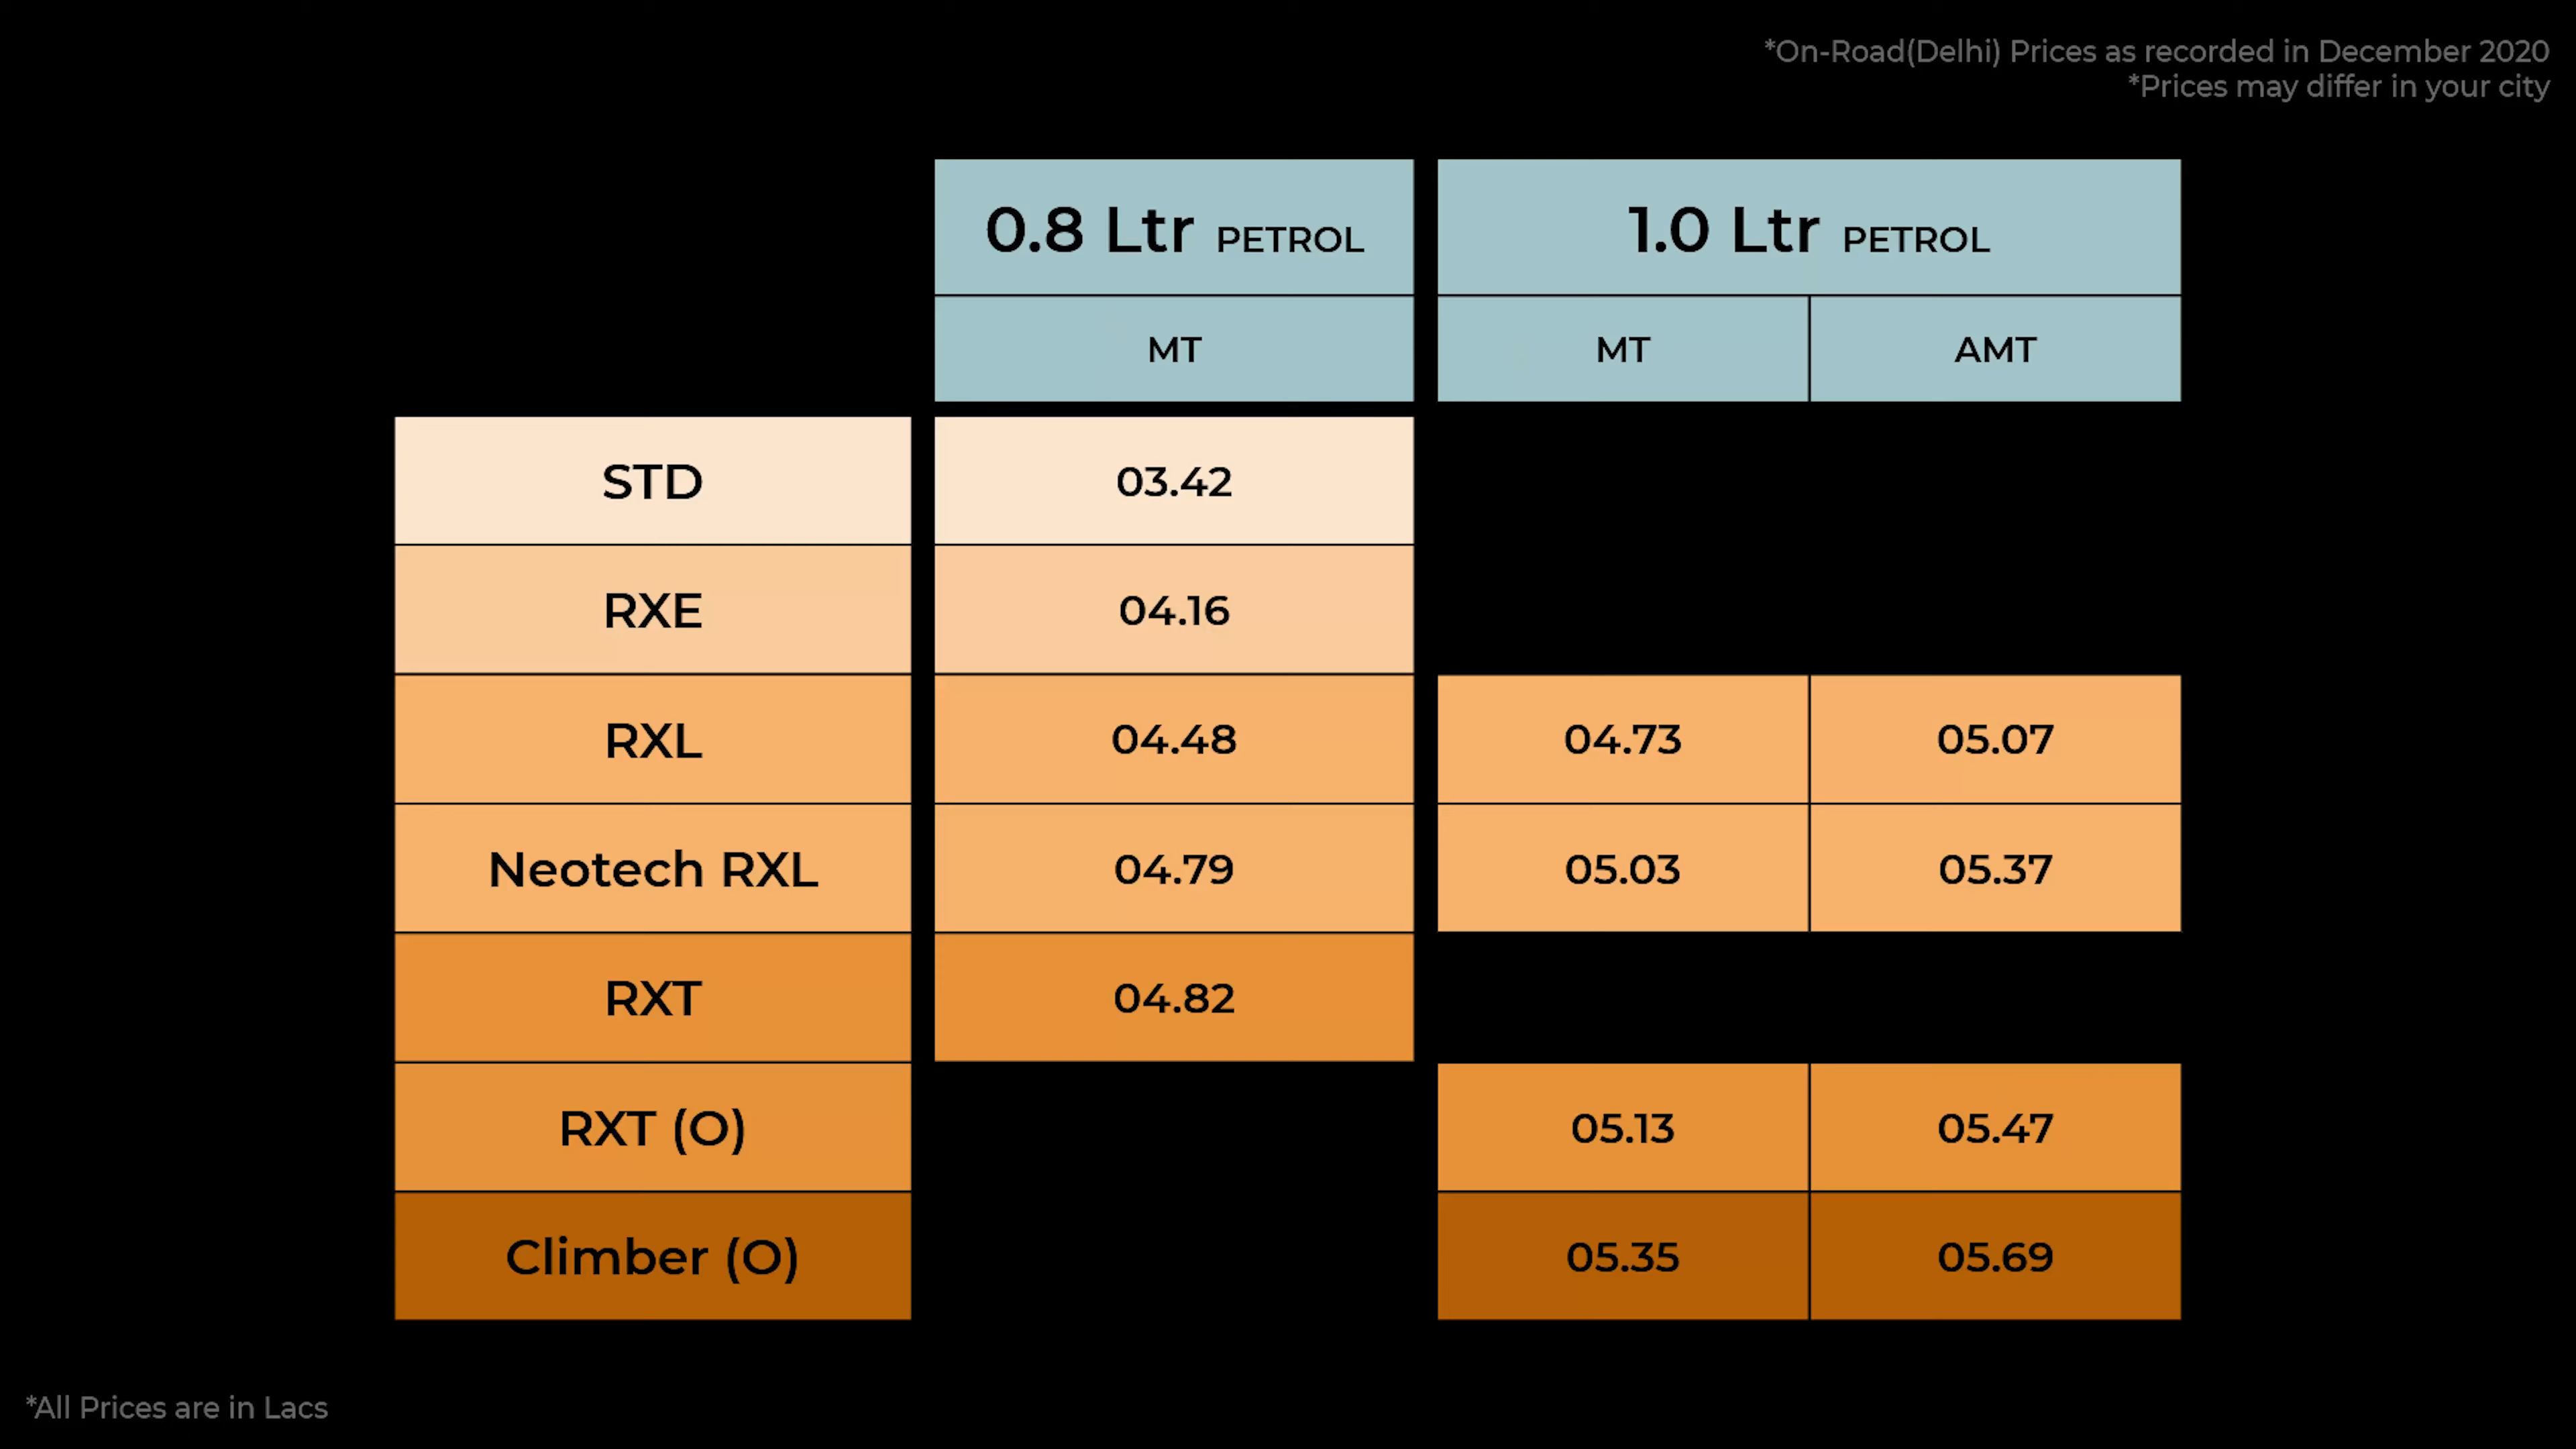 *On-Road(Delhi) Prices as recorded in December 2020
*Prices may differ in your city
0.8 Ltr PETROL 1.0 Ltr PETROL
MT MT AMT
STD 03.42
RXE 04.16
RXL 04.48 04.73 05.07
Neotech RXL 04.79 05.03 05.37
RXT 04.82
RXT (O) 05.13 05.47
Climber (O) 05.35 05.69
*All Prices are in Lacs